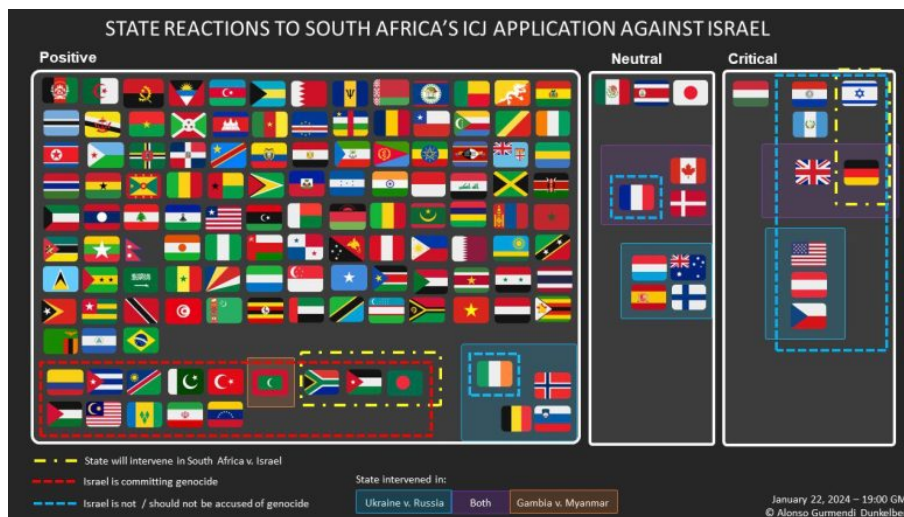 STATE REACTIONS TO SOUTH AFRICA'S ICJ APPLICATION AGAINST ISRAEL
Positive
Neutral
Critical
State will intervene in South Africa v. Israel
Israel is committing genocide
Israel is not / should not be accused of genocide
State intervened in:
Ukraine v. Russia
Both
Gambia v. Myanmar
January 22, 2024 – 19:00 GM
© Alonso Gurmendi Dunkelbe